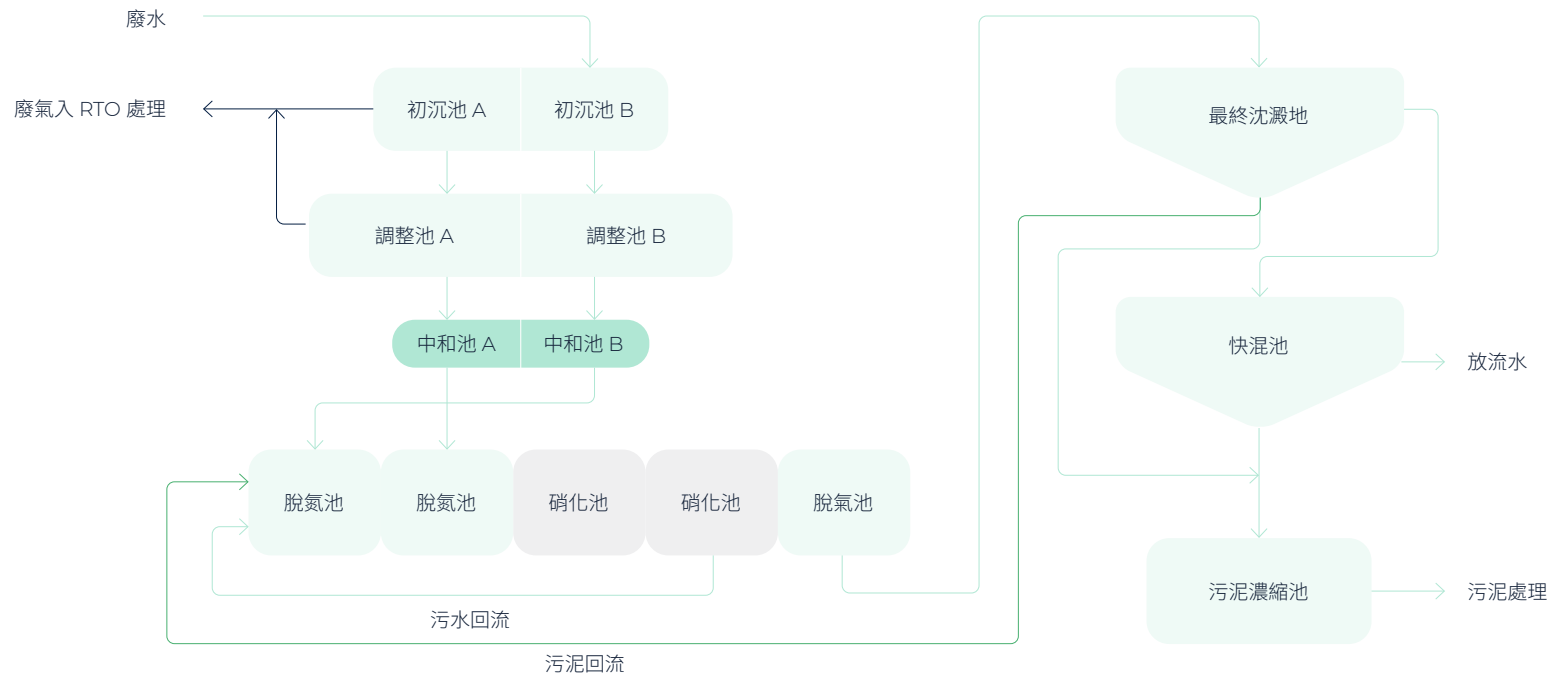 廢水
廢氣入 RTO 處理
初沉池 A
初沉池 B
調整池 A
調整池 B
中和池 A
中和池 B
脫氮池
脫氮池
硝化池
硝化池
脫氣池
污水回流
污泥回流
最終沈澱地
快混池
放流水
污泥濃縮池
污泥處理